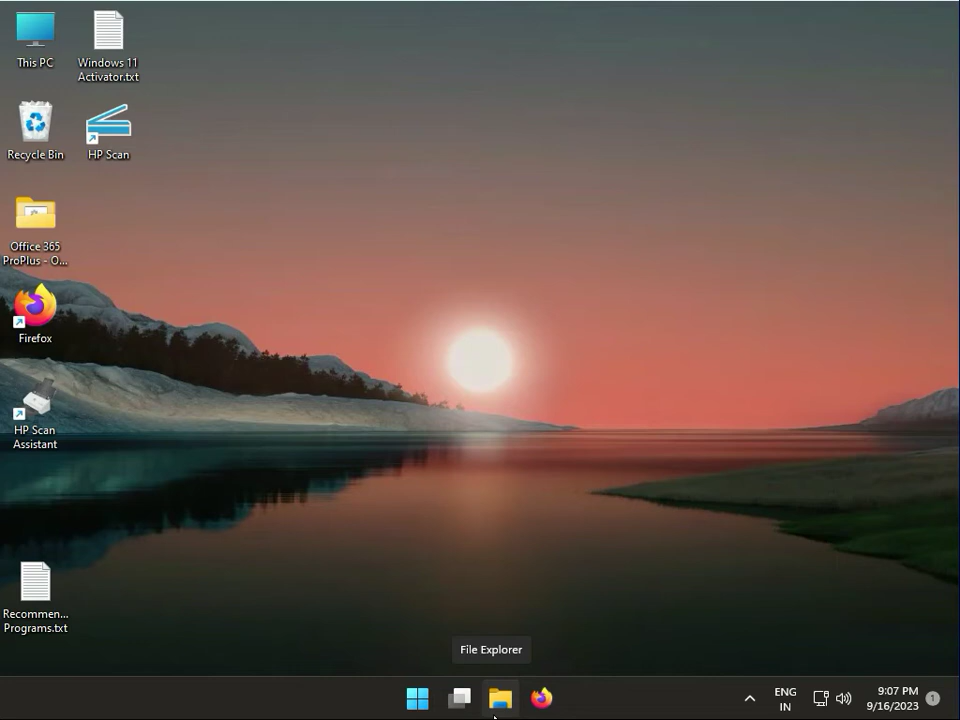 This PC
Windows 11
Activator.txt
Recycle Bin
HP Scan
Office 365
ProPlus - O...
Firefox
HP Scan
Assistant
Recommen...
Programs.txt
File Explorer
ENG
IN
9:07 PM
9/16/2023
1